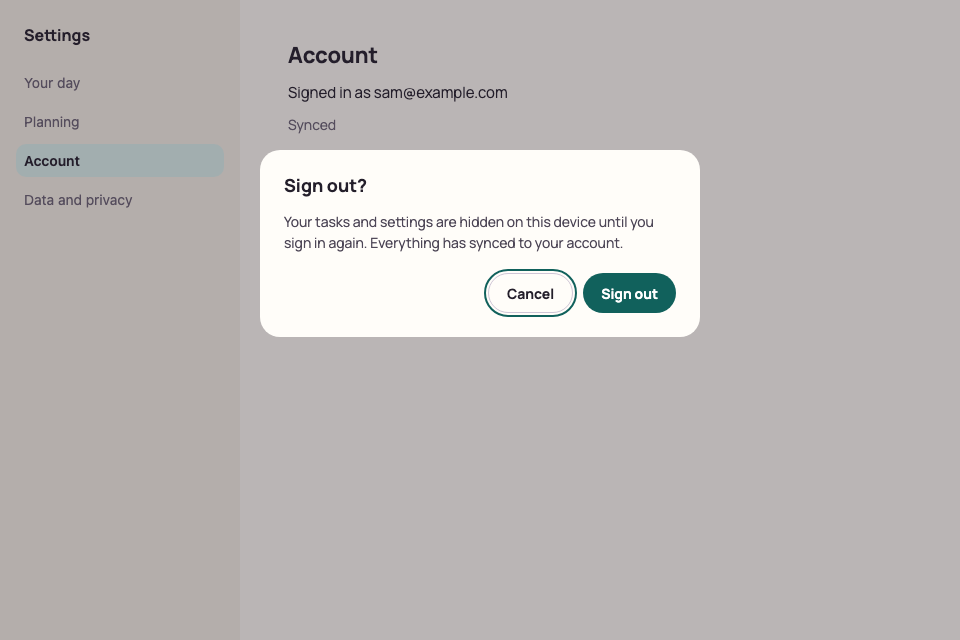 Settings
Your day
Planning
Account
Data and privacy
Account
Signed in as sam@example.com
Synced
Sign out?
Your tasks and settings are hidden on this device until you
sign in again. Everything has synced to your account.
Cancel
Sign out